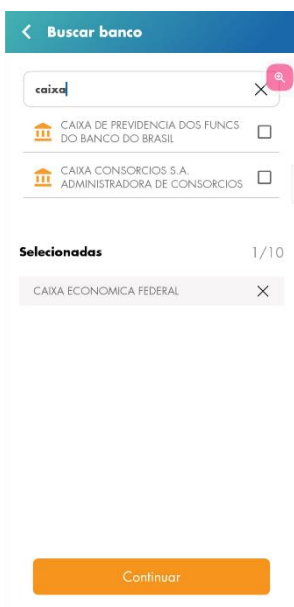 Buscar banco
caixa
CAIXA DE PREVIDENCIA DOS FUNCS
DO BANCO DO BRASIL
CAIXA CONSORCIOS S.A.
ADMINISTRADORA DE CONSORCIOS
Selecionadas 1/10
CAIXA ECONOMICA FEDERAL
Continuar